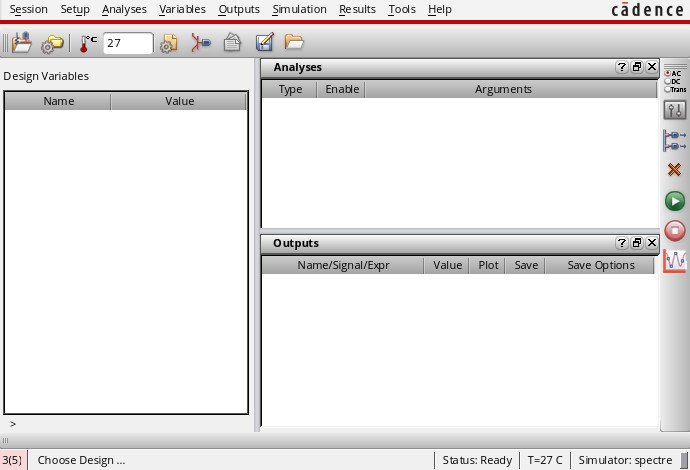 Session Setup Analyses Variables Outputs Simulation Results Tools Help
cādence
°C 27
Design Variables
Name Value
>
Analyses
Type Enable Arguments
Outputs
Name/Signal/Expr Value Plot Save Save Options
AC
DC
Trans
3(5) Choose Design ... Status: Ready T=27 C Simulator: spectre